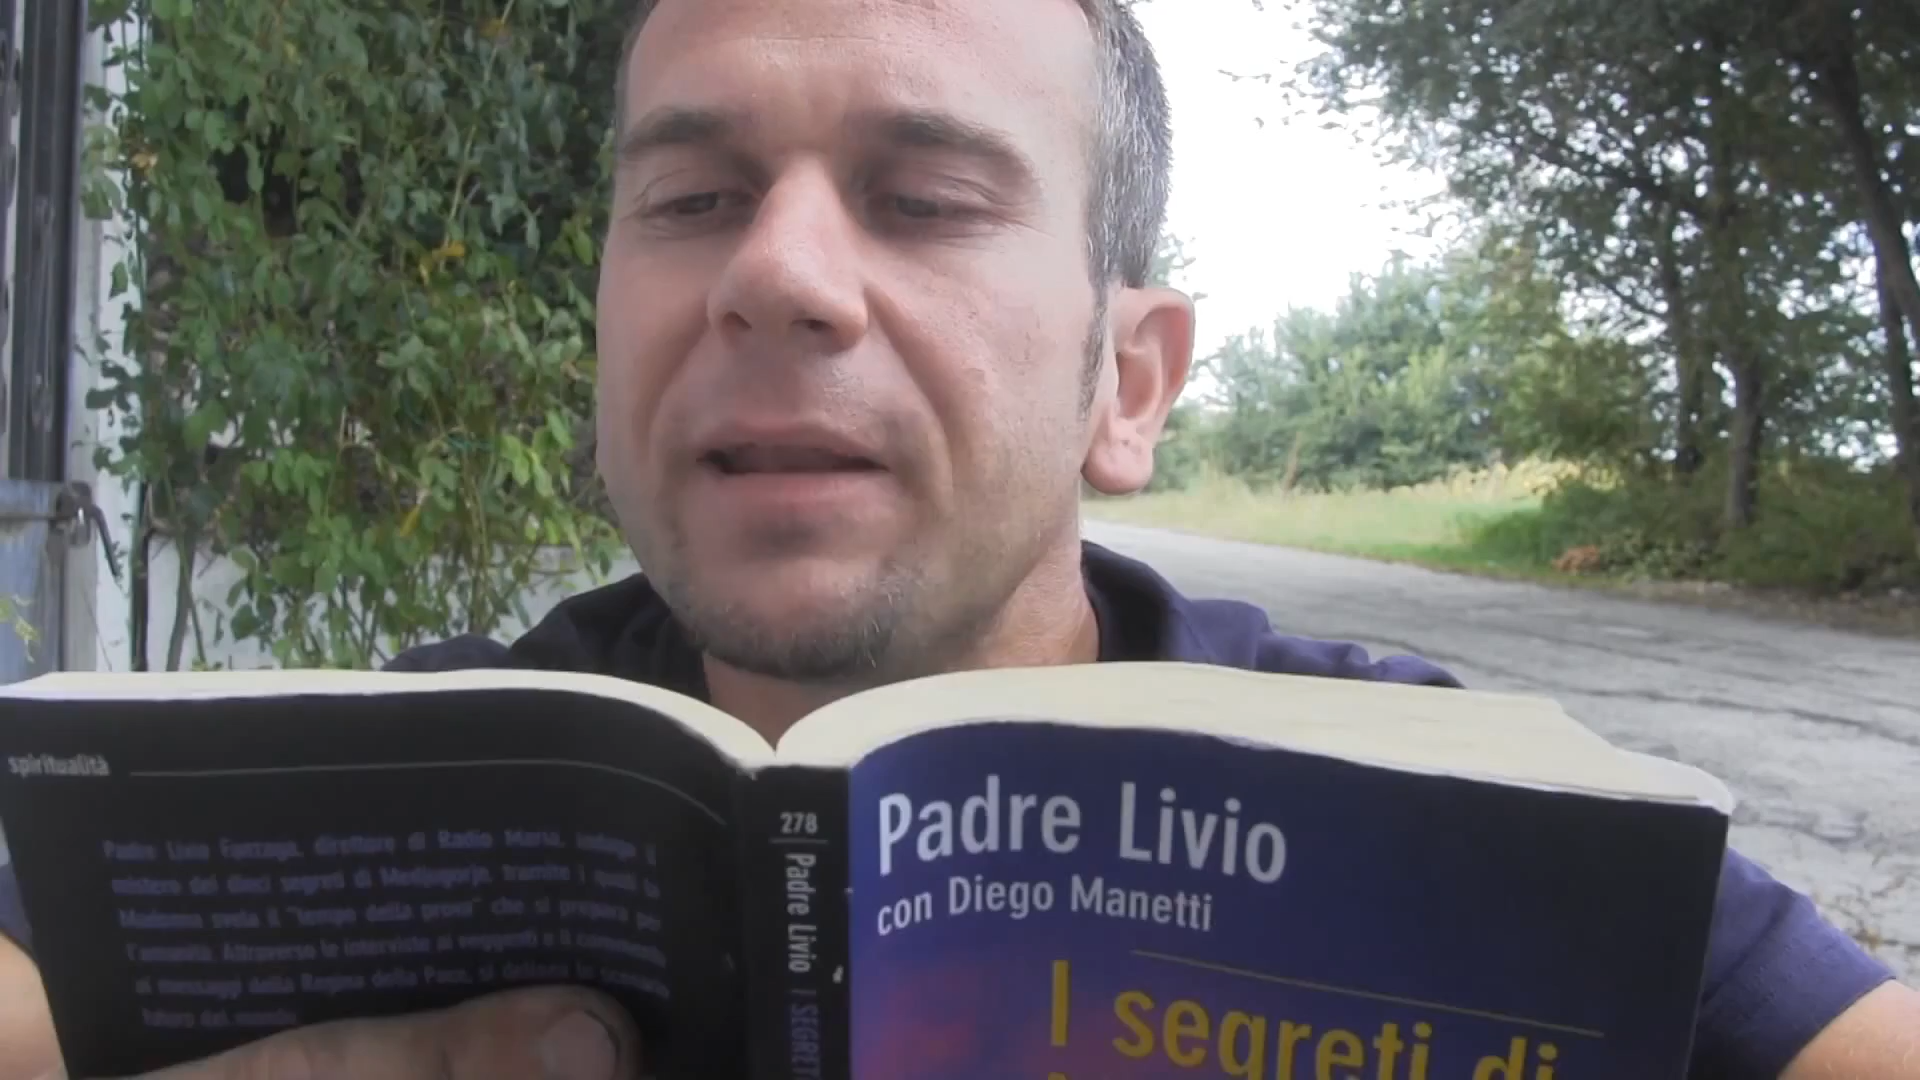 spiritualità
Padre Livio Fanzaga, direttore di Radio Maria, indaga il
mistero dei dieci segreti di Medjugorje, tramite i quali la
Madonna svela il "tempo della prova" che si prepara per
l'umanità. Attraverso le interviste ai veggenti e il commento
ai messaggi della Regina della Pace, si delinea lo scenario
futuro del mondo.
278
Padre Livio I SEGRET
Padre Livio
con Diego Manetti
I segreti di